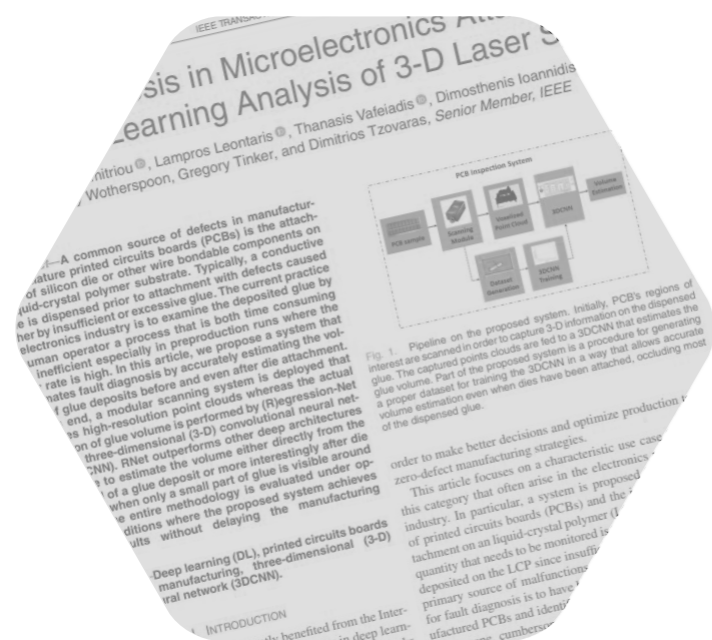 IEEE TRANSAC
sis in Microelectronics
Learning Analysis of 3-D Laser S
nitriou, Lampros Leontaris, Thanasis Vafeiadis, Dimosthenis Ioannidis
Wotherspoon, Gregory Tinker, and Dimitrios Tzovaras, Senior Member, IEEE
—A common source of defects in manufactur-
ature printed circuits boards (PCBs) is the attach-
of silicon die or other wire bondable components on
quid-crystal polymer substrate. Typically, a conductive
e is dispensed prior to attachment with defects caused
her by insufficient or excessive glue. The current practice
electronics industry is to examine the deposited glue by
uman operator a process that is both time consuming
inefficient especially in preproduction runs where the
rate is high. In this article, we propose a system that
nates fault diagnosis by accurately estimating the vol-
f glue deposits before and even after die attachment.
end, a modular scanning system is deployed that
s high-resolution point clouds whereas the actual
on of glue volume is performed by (R)egression-Net
three-dimensional (3-D) convolutional neural net-
CNN). RNet outperforms other deep architectures
e to estimate the volume either directly from the
of a glue deposit or more interestingly after die
when only a small part of glue is visible around
e entire methodology is evaluated under op-
ditions where the proposed system achieves
ults without delaying the manufacturing
Deep learning (DL), printed circuits boards
manufacturing, three-dimensional (3-D)
ral network (3DCNN).
INTRODUCTION
tly benefited from the Inter-
in deep learn-
PCB Inspection System
PCB sample
Scanning Module
Voxelized Point Cloud
3DCNN
Volume Estimation
Dataset Generation
3DCNN Training
Fig. 1. Pipeline on the proposed system. Initially, PCB's regions of
interest are scanned in order to capture 3-D information on the dispensed
glue. The captured points clouds are fed to a 3DCNN that estimates the
glue volume. Part of the proposed system is a procedure for generating
a proper dataset for training the 3DCNN in a way that allows accurate
volume estimation even when dies have been attached, occluding most
of the dispensed glue.
order to make better decisions and optimize production
zero-defect manufacturing strategies.
This article focuses on a characteristic use case
this category that often arise in the electronics
industry. In particular, a system is proposed
of printed circuits boards (PCBs) and the
tachment on an liquid-crystal polymer (L
quantity that needs to be monitored is
deposited on the LCP since insuffi
primary source of malfunctions
for fault diagnosis is to have
ufactured PCBs and identi
cumberso